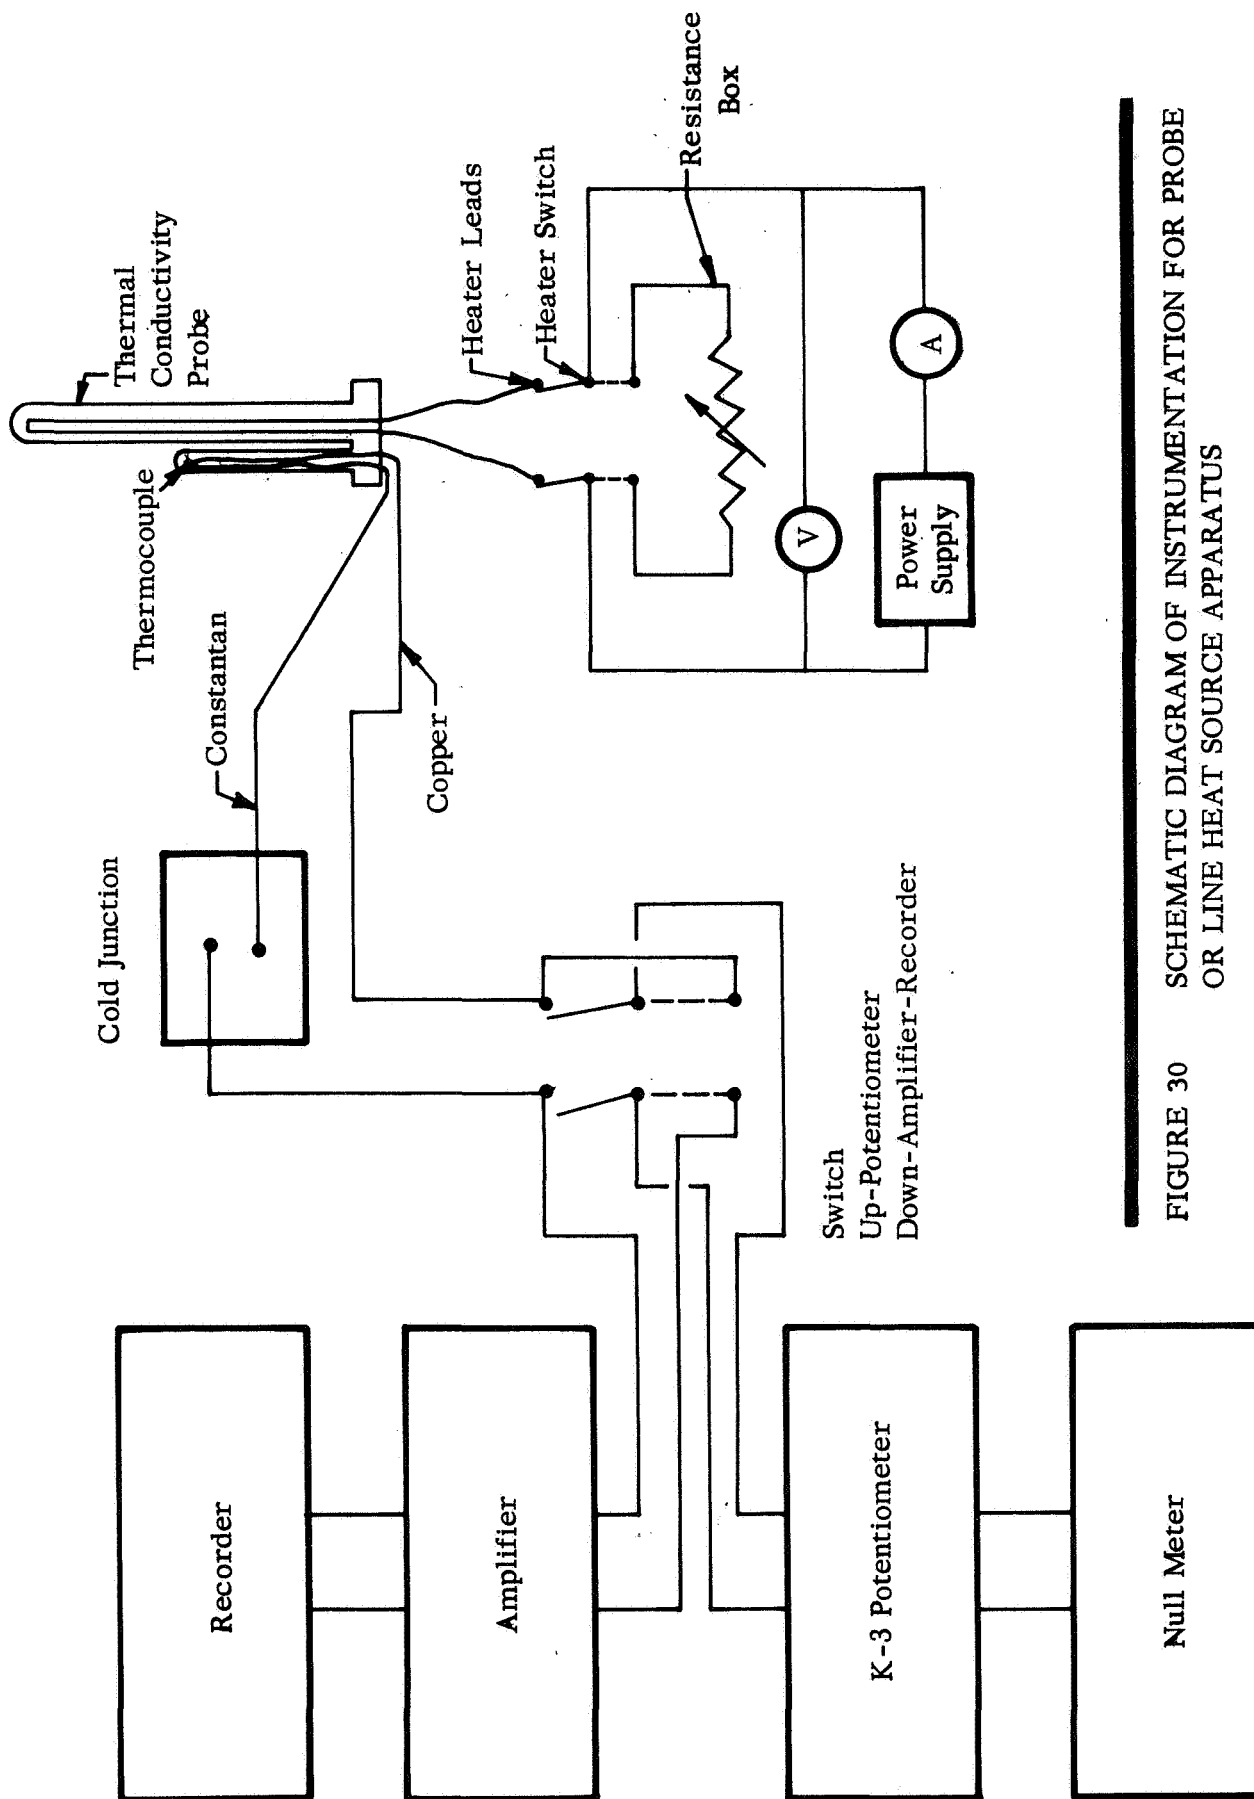 Recorder
Amplifier
K-3 Potentiometer
Null Meter
Cold Junction
Switch
Up-Potentiometer
Down-Amplifier-Recorder
Constantan
Copper
Thermocouple
Thermal
Conductivity
Probe
Heater Leads
Heater Switch
Resistance
Box
V
A
Power
Supply
FIGURE 30 SCHEMATIC DIAGRAM OF INSTRUMENTATION FOR PROBE
OR LINE HEAT SOURCE APPARATUS